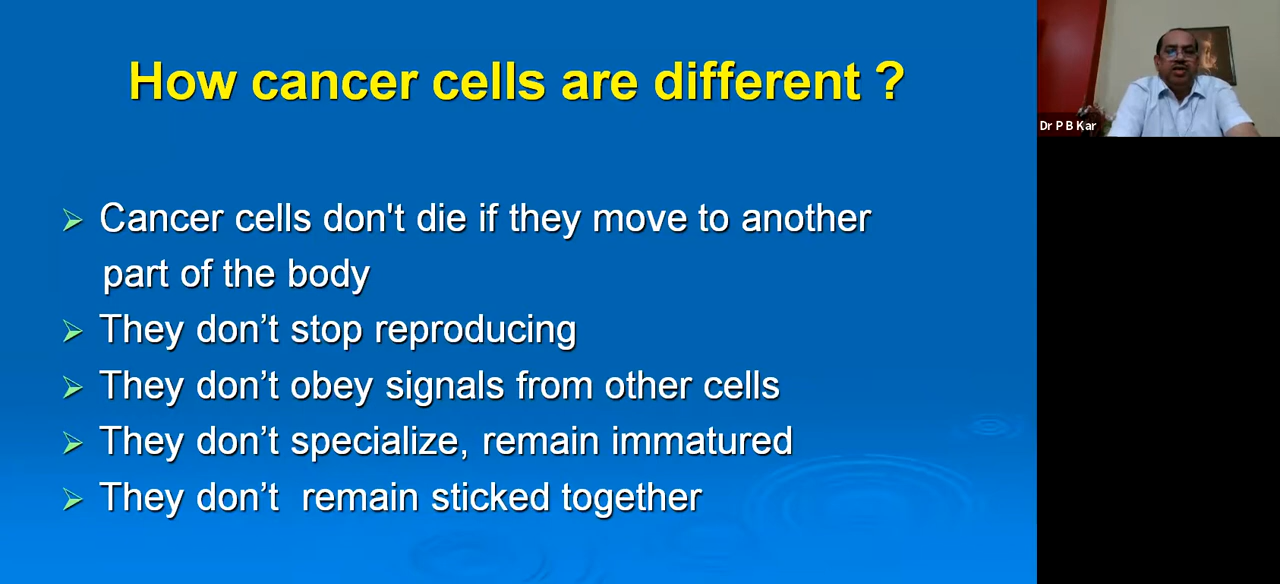 How cancer cells are different ?
Cancer cells don't die if they move to another
part of the body
They don’t stop reproducing
They don’t obey signals from other cells
They don’t specialize, remain immatured
They don’t  remain sticked together
Dr P B Kar